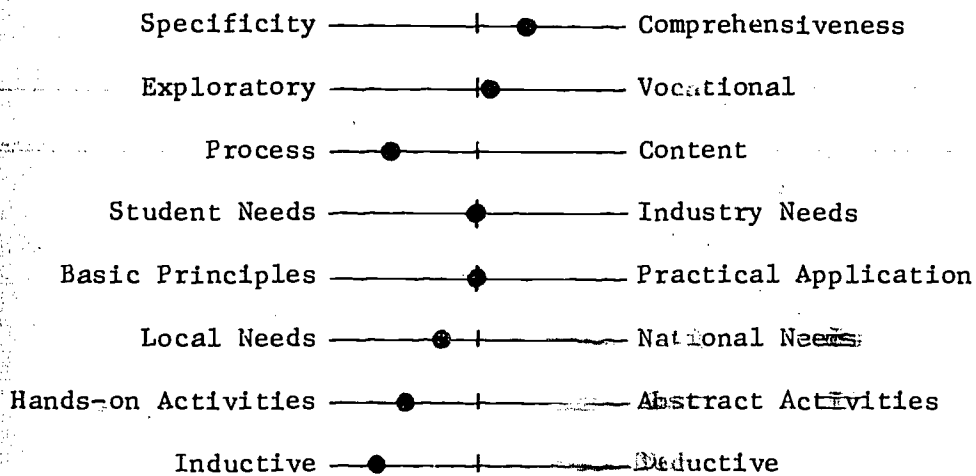 Specificity Comprehensiveness
Exploratory Vocational
Process Content
Student Needs Industry Needs
Basic Principles Practical Application
Local Needs National Needs
Hands-on Activities Abstract Activities
Inductive Deductive